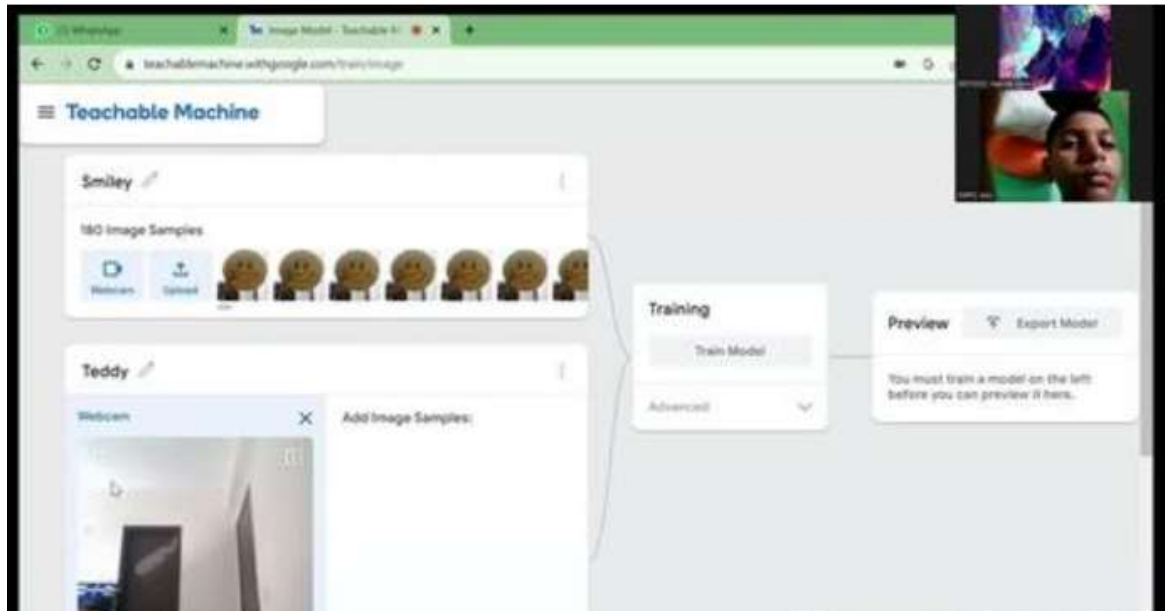 WhatsApp
Image Model - Teachable
teachablemachine.withgoogle.com/train/image
Teachable Machine
Smiley
180 Image Samples
Webcam
Upload
Training
Train Model
Advanced
Preview
Export Model
You must train a model on the left
before you can preview it here.
Teddy
Webcam
Add Image Samples: